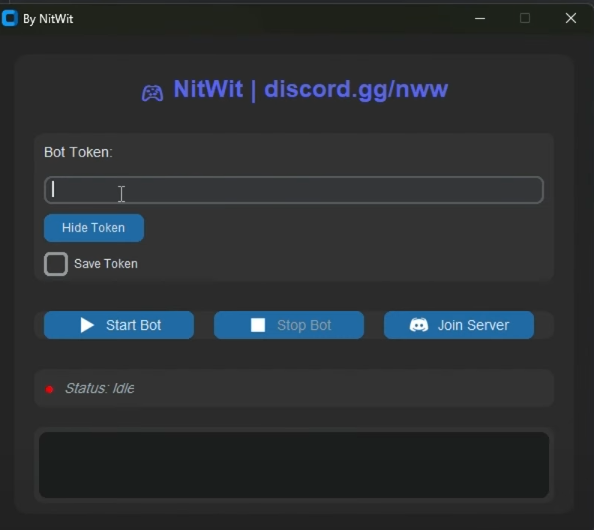 By NitWit
NitWit | discord.gg/nww
Bot Token:
Hide Token
Save Token
Start Bot
Stop Bot
Join Server
Status: Idle